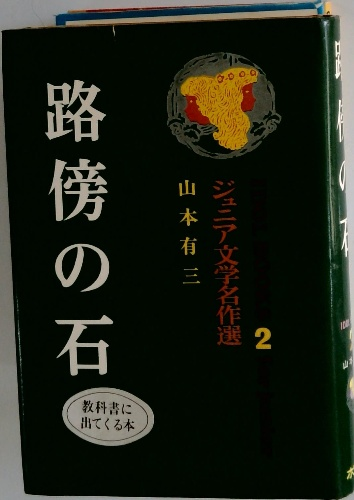 路傍の石
ジュニア文学名作選
2
山本有三
教科書に
出てくる本
路傍の石